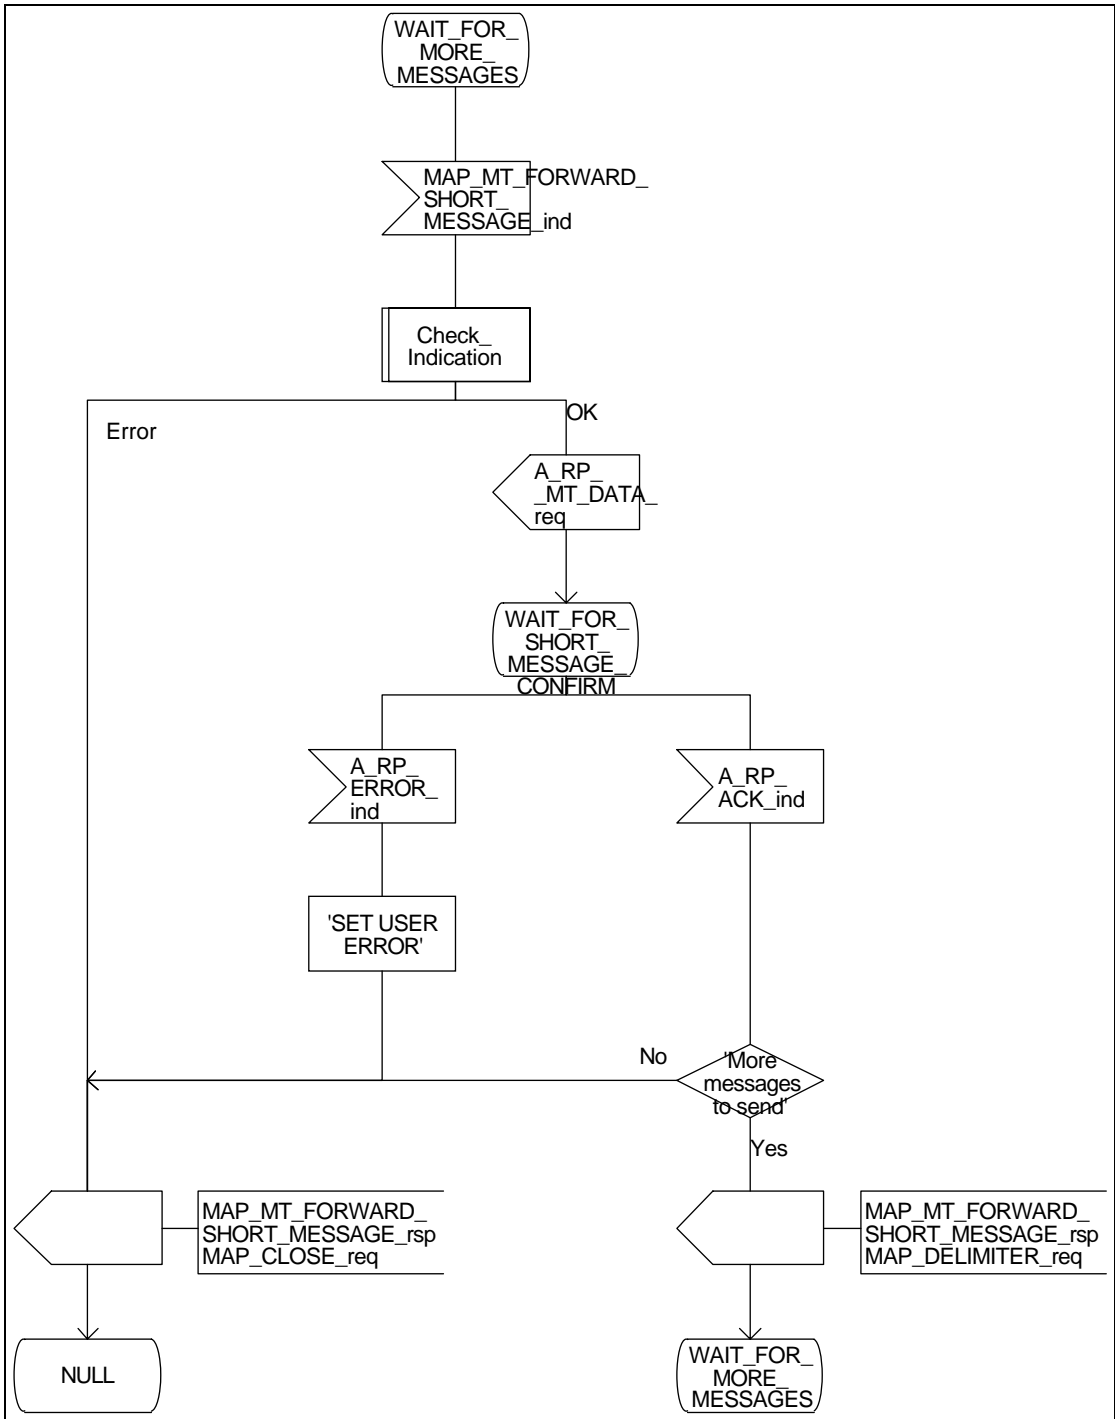 WAIT_FOR_
MORE_
MESSAGES
MAP_MT_FORWARD_
SHORT_
MESSAGE_ind
Check_
Indication
Error
OK
A_RP_
_MT_DATA_
req
WAIT_FOR_
SHORT_
MESSAGE_
CONFIRM
A_RP_
ERROR_
ind
A_RP_
ACK_ind
'SET USER
ERROR'
No
'More
messages
to send'
Yes
MAP_MT_FORWARD_
SHORT_MESSAGE_rsp
MAP_CLOSE_req
MAP_MT_FORWARD_
SHORT_MESSAGE_rsp
MAP_DELIMITER_req
NULL
WAIT_FOR_
MORE_
MESSAGES